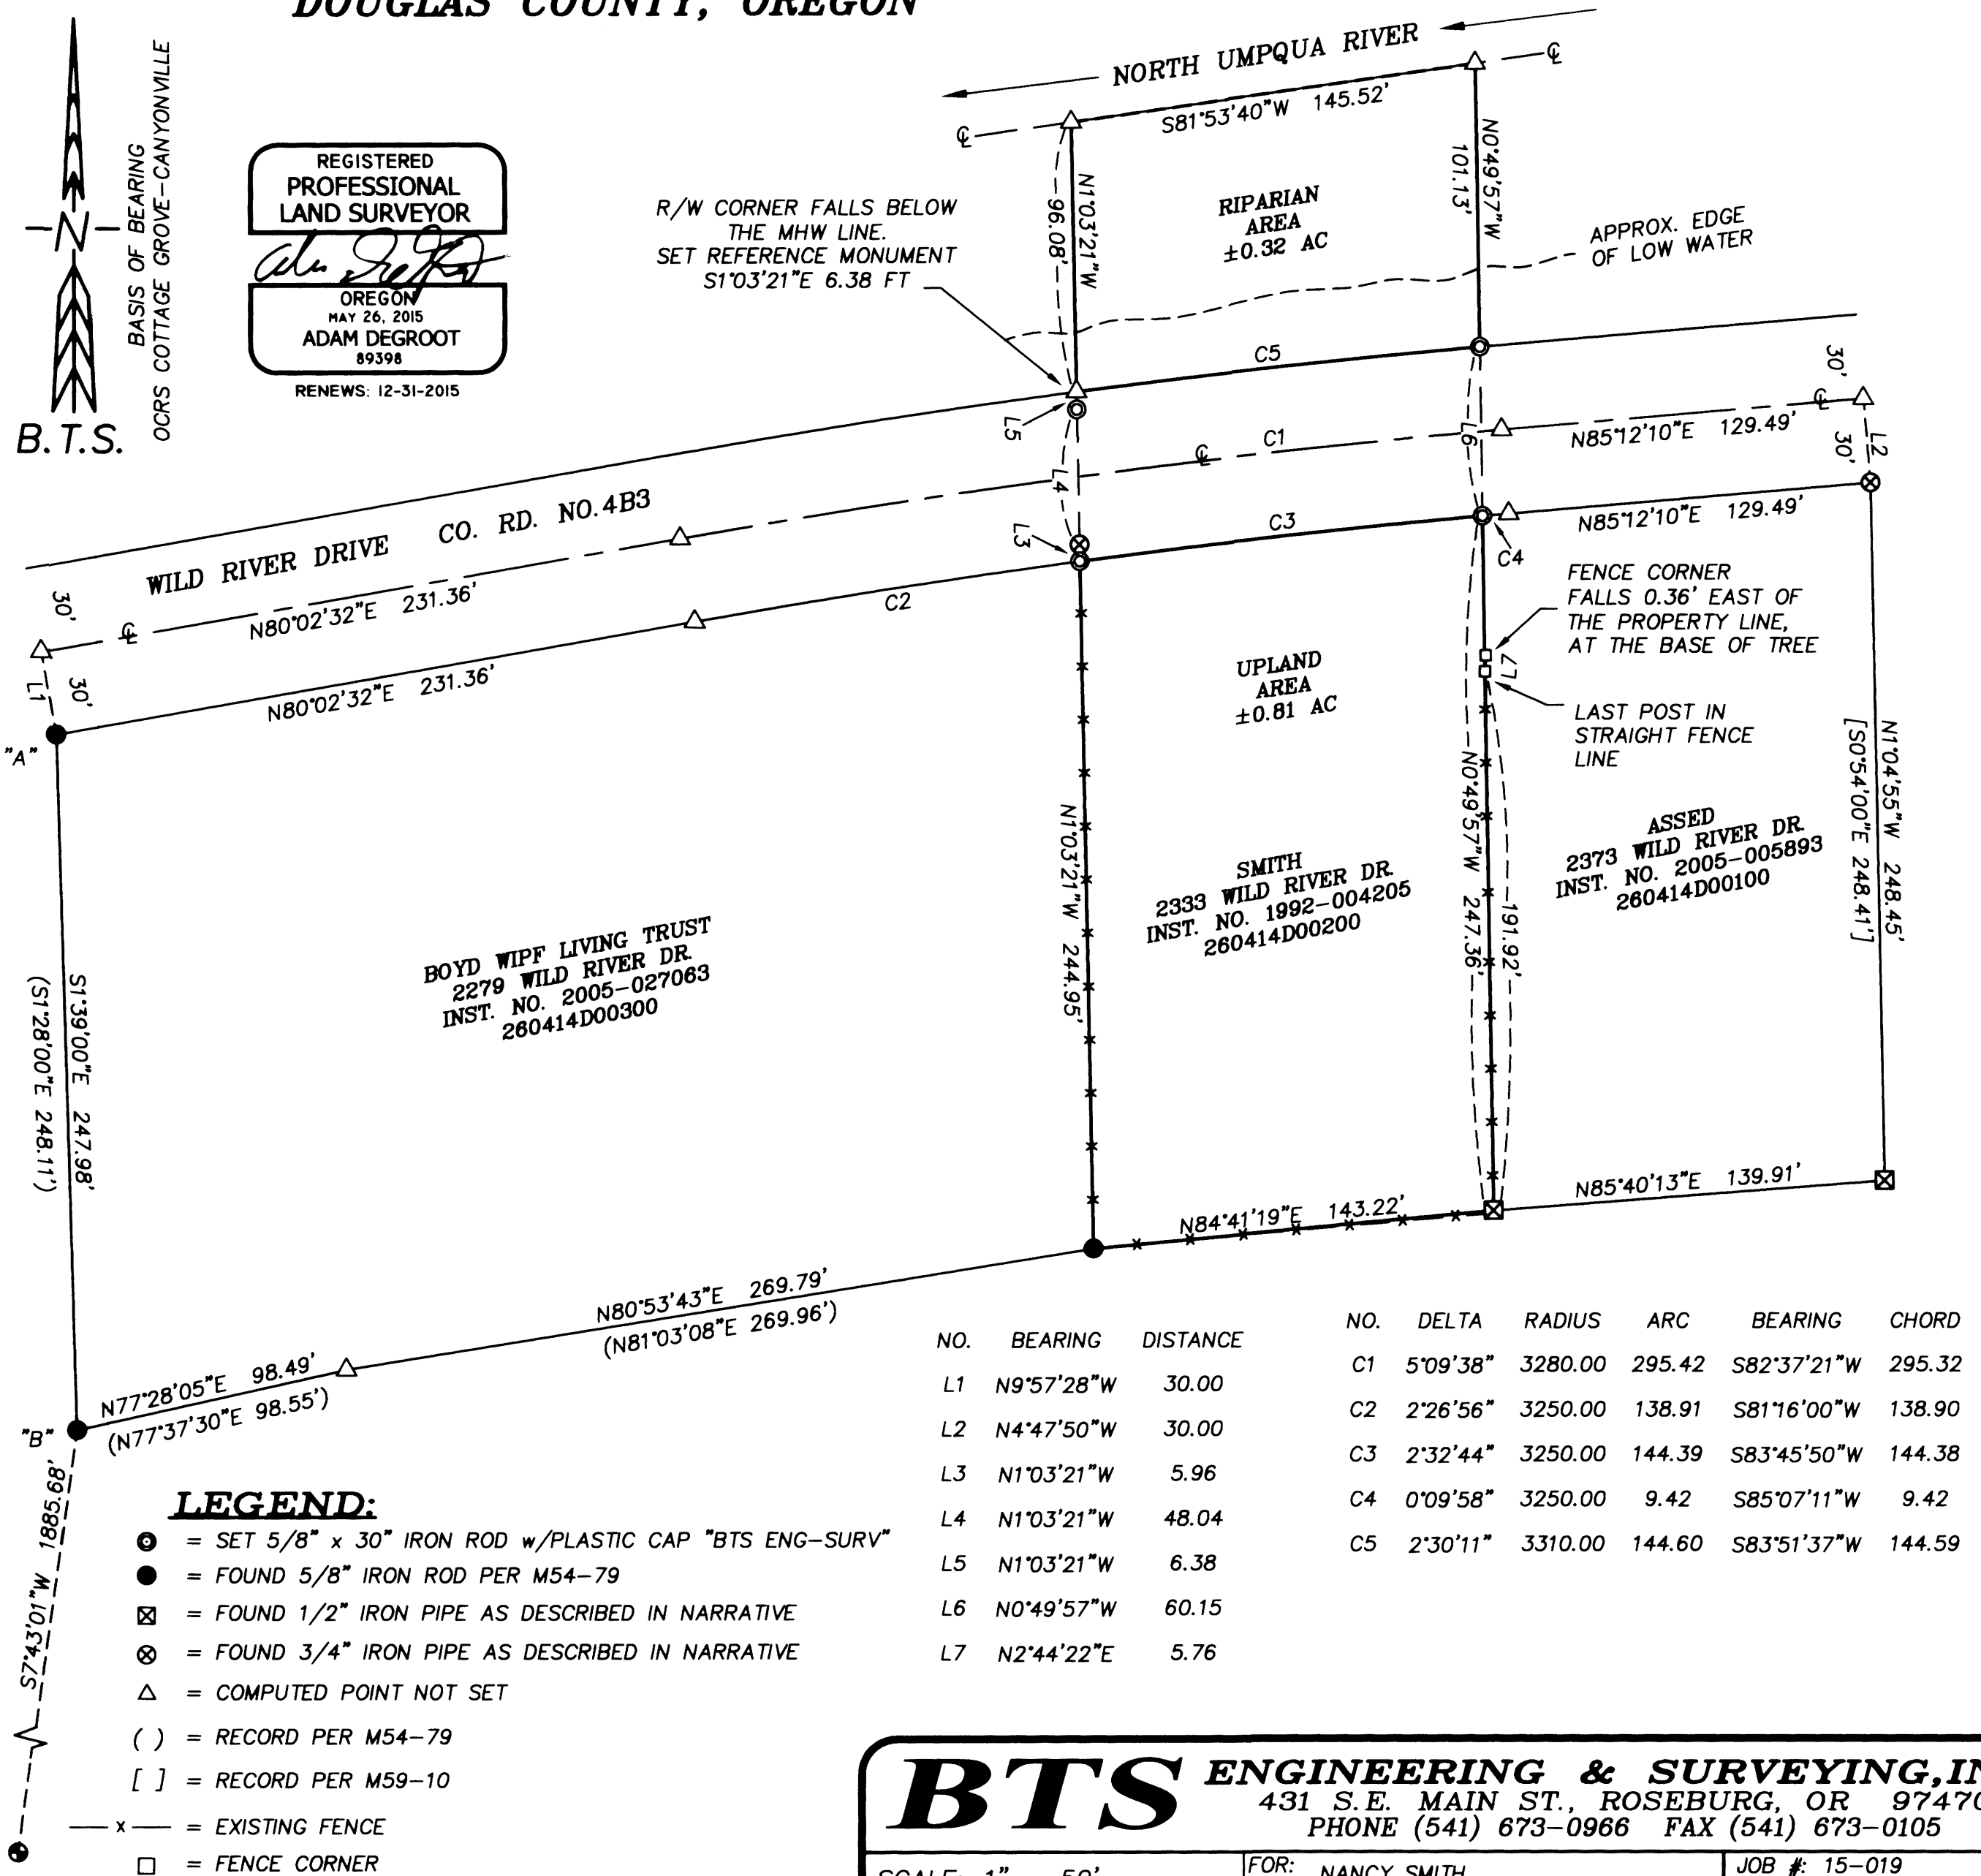 DOUGLAS COUNTY, OREGON
BASIS OF BEARING
OCRS COTTAGE GROVE-CANYONVILLE
N
B.T.S.
REGISTERED
PROFESSIONAL
LAND SURVEYOR
OREGON
MAY 26, 2015
ADAM DEGROOT
89398
RENEWS: 12-31-2015
NORTH UMPQUA RIVER
℄
℄
S81°53'40"W 145.52'
N0°49'57"W
101.13'
N1°03'21"W
96.08'
RIPARIAN
AREA
±0.32 AC
R/W CORNER FALLS BELOW
THE MHW LINE.
SET REFERENCE MONUMENT
S1°03'21"E 6.38 FT
APPROX. EDGE
OF LOW WATER
C5
30'
℄
L5
L6
C1
℄
N85°12'10"E 129.49'
30'
L2
L4
L3
C3
N85°12'10"E 129.49'
C4
WILD RIVER DRIVE CO. RD. NO.4B3
30'
℄
N80°02'32"E 231.36'
C2
L1
30'
N80°02'32"E 231.36'
"A"
FENCE CORNER
FALLS 0.36' EAST OF
THE PROPERTY LINE,
AT THE BASE OF TREE
L7
LAST POST IN
STRAIGHT FENCE
LINE
UPLAND
AREA
±0.81 AC
N1°04'55"W 248.45'
[S0°54'00"E 248.41']
N1°03'21"W 244.95'
N0°49'57"W 247.36'
191.92'
ASSED
2373 WILD RIVER DR.
INST. NO. 2005-005893
260414D00100
SMITH
2333 WILD RIVER DR.
INST. NO. 1992-004205
260414D00200
BOYD WIPF LIVING TRUST
2279 WILD RIVER DR.
INST. NO. 2005-027063
260414D00300
S1°39'00"E 247.98'
(S1°28'00"E 248.11')
N85°40'13"E 139.91'
N84°41'19"E 143.22'
N80°53'43"E 269.79'
(N81°03'08"E 269.96')
N77°28'05"E 98.49'
(N77°37'30"E 98.55')
"B"
S7°43'01"W 1885.68'
NO. BEARING DISTANCE
L1 N9°57'28"W 30.00
L2 N4°47'50"W 30.00
L3 N1°03'21"W 5.96
L4 N1°03'21"W 48.04
L5 N1°03'21"W 6.38
L6 N0°49'57"W 60.15
L7 N2°44'22"E 5.76
NO. DELTA RADIUS ARC BEARING CHORD
C1 5°09'38" 3280.00 295.42 S82°37'21"W 295.32
C2 2°26'56" 3250.00 138.91 S81°16'00"W 138.90
C3 2°32'44" 3250.00 144.39 S83°45'50"W 144.38
C4 0°09'58" 3250.00 9.42 S85°07'11"W 9.42
C5 2°30'11" 3310.00 144.60 S83°51'37"W 144.59
LEGEND:
= SET 5/8" x 30" IRON ROD w/PLASTIC CAP "BTS ENG-SURV"
= FOUND 5/8" IRON ROD PER M54-79
= FOUND 1/2" IRON PIPE AS DESCRIBED IN NARRATIVE
= FOUND 3/4" IRON PIPE AS DESCRIBED IN NARRATIVE
= COMPUTED POINT NOT SET
( ) = RECORD PER M54-79
[ ] = RECORD PER M59-10
x = EXISTING FENCE
= FENCE CORNER
BTS ENGINEERING & SURVEYING, IN
431 S.E. MAIN ST., ROSEBURG, OR 97470
PHONE (541) 673-0966 FAX (541) 673-0105
SCALE: 1" 50'
FOR: NANCY SMITH
JOB #: 15-019